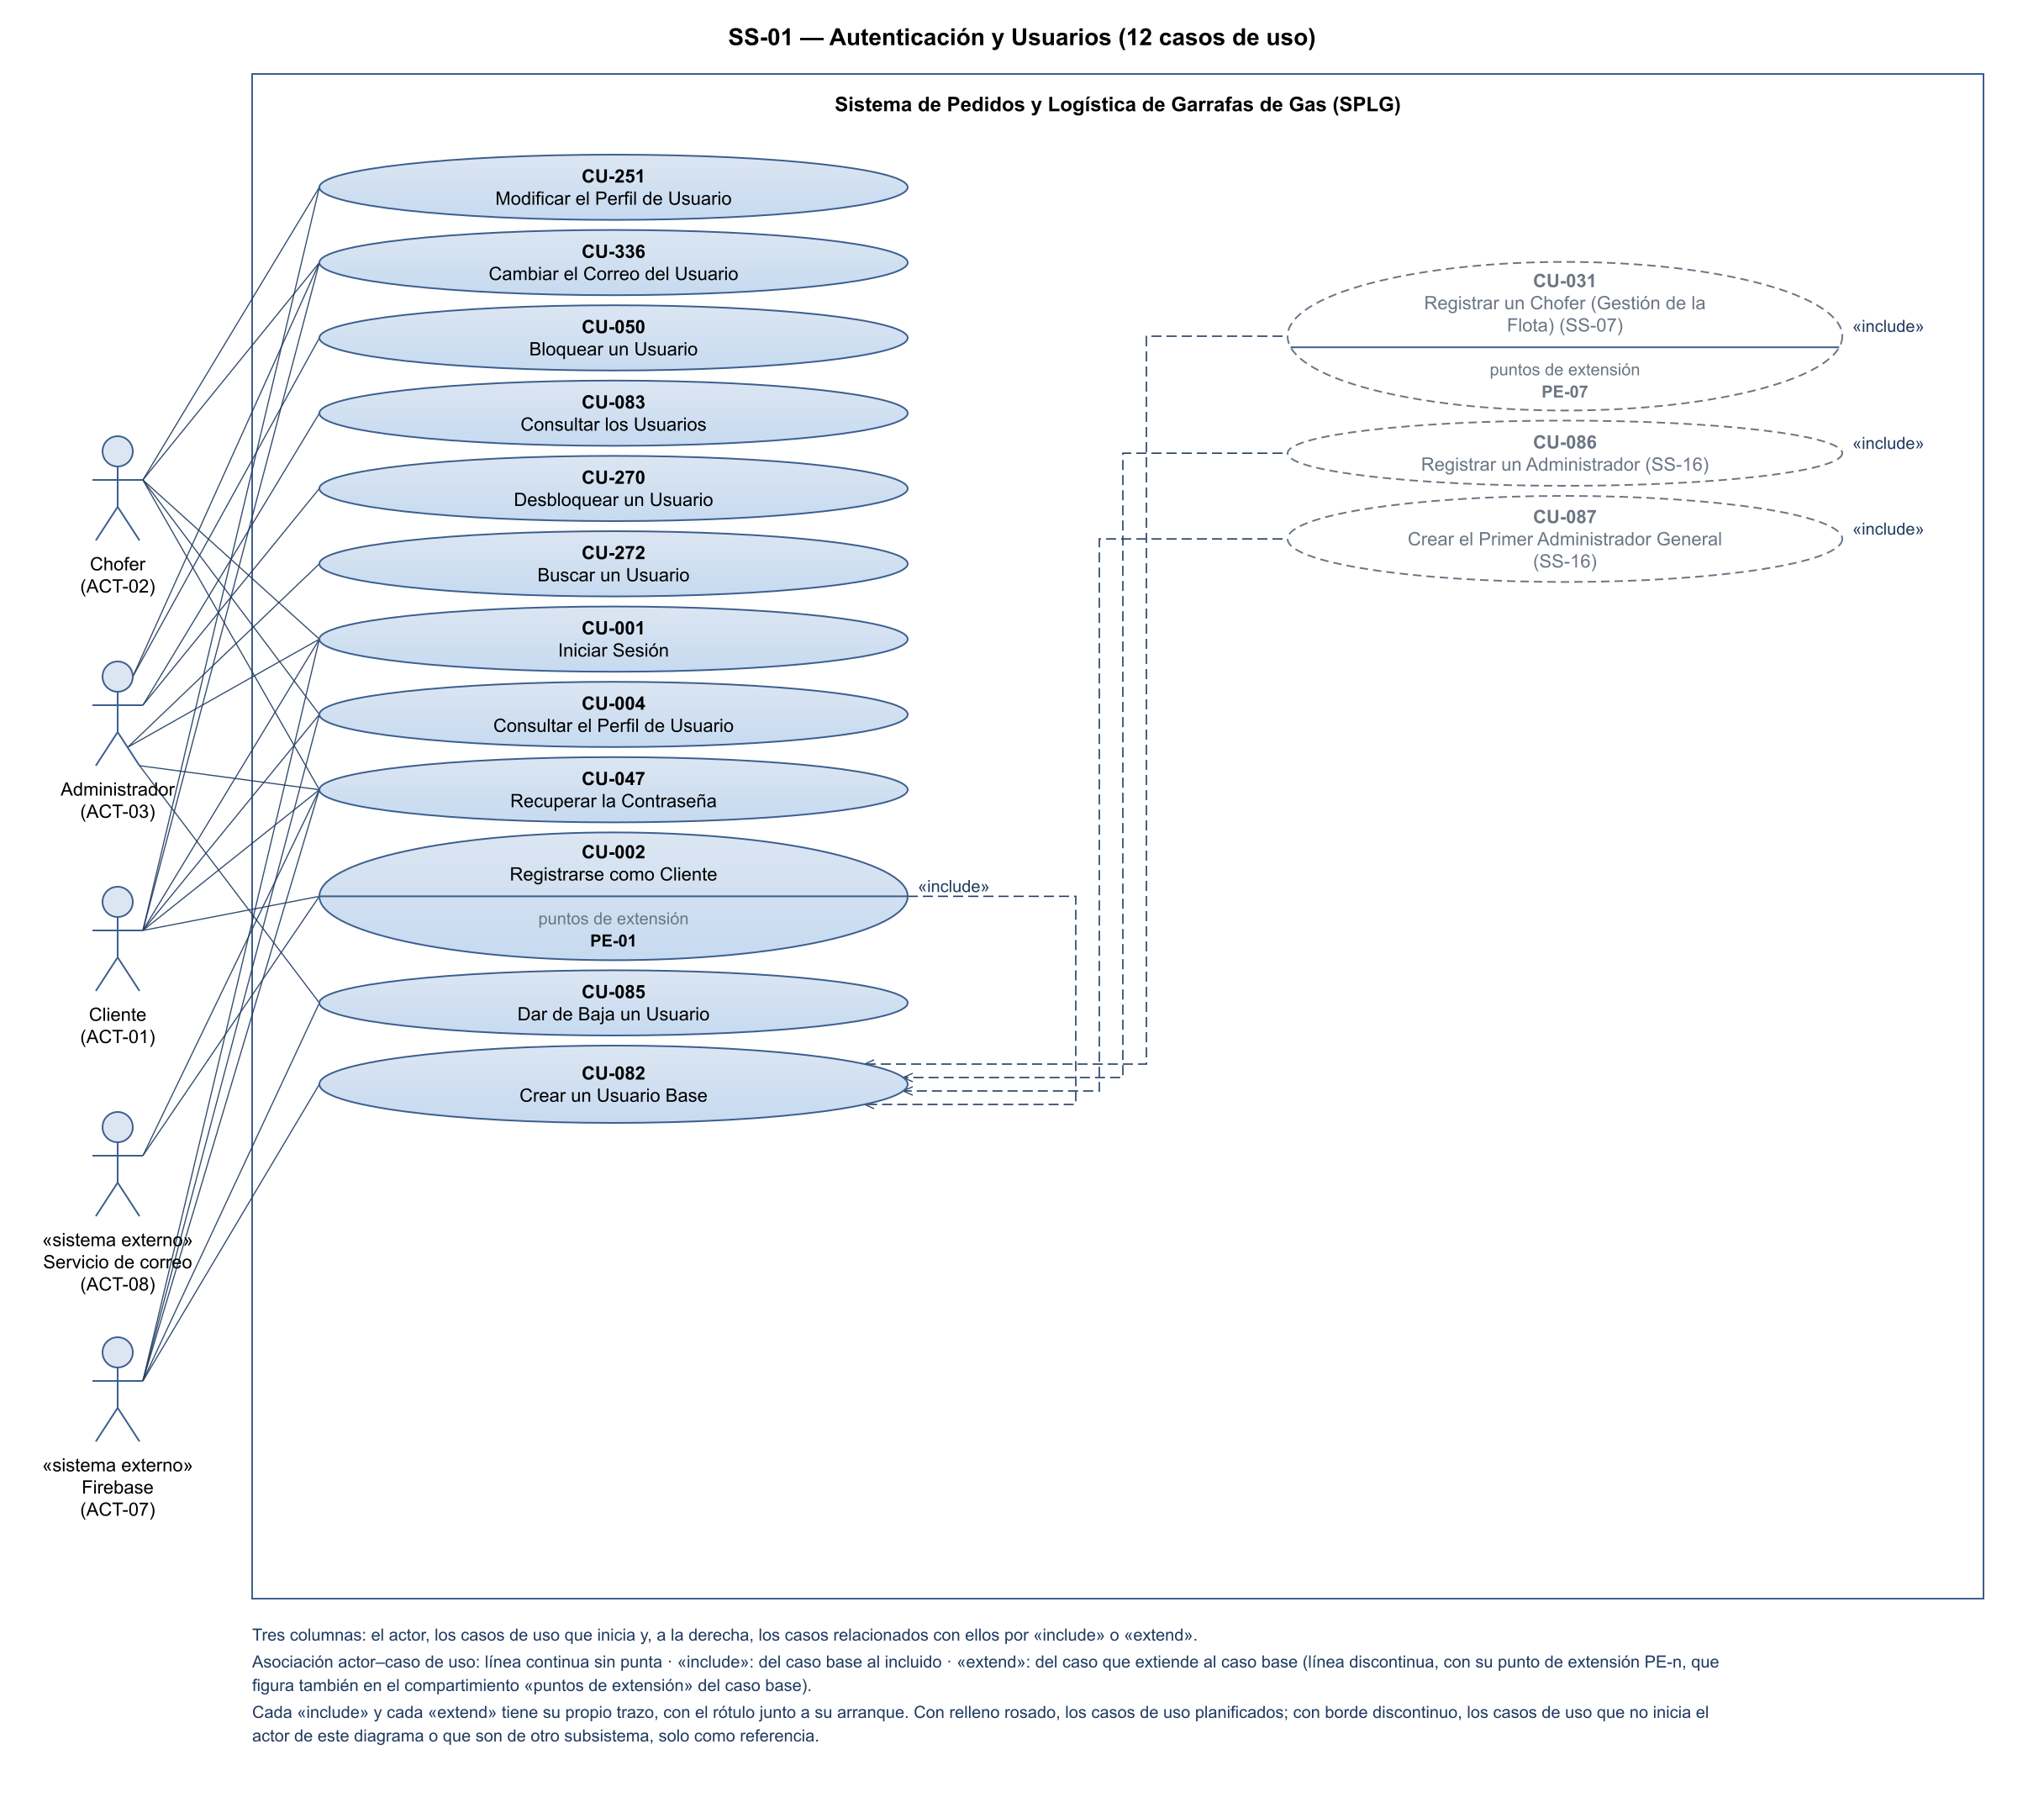 SS-01 — Autenticación y Usuarios (12 casos de uso)
Sistema de Pedidos y Logística de Garrafas de Gas (SPLG)
CU-251
Modificar el Perfil de Usuario
CU-336
Cambiar el Correo del Usuario
CU-050
Bloquear un Usuario
CU-083
Consultar los Usuarios
CU-270
Desbloquear un Usuario
CU-272
Buscar un Usuario
CU-001
Iniciar Sesión
CU-004
Consultar el Perfil de Usuario
CU-047
Recuperar la Contraseña
CU-002
Registrarse como Cliente
puntos de extensión
PE-01
«include»
CU-085
Dar de Baja un Usuario
CU-082
Crear un Usuario Base
CU-031
Registrar un Chofer (Gestión de la
Flota) (SS-07)
puntos de extensión
PE-07
«include»
CU-086
Registrar un Administrador (SS-16)
«include»
CU-087
Crear el Primer Administrador General
(SS-16)
«include»
Chofer
(ACT-02)
Administrador
(ACT-03)
Cliente
(ACT-01)
«sistema externo»
Servicio de correo
(ACT-08)
«sistema externo»
Firebase
(ACT-07)
Tres columnas: el actor, los casos de uso que inicia y, a la derecha, los casos relacionados con ellos por «include» o «extend».
Asociación actor–caso de uso: línea continua sin punta · «include»: del caso base al incluido · «extend»: del caso que extiende al caso base (línea discontinua, con su punto de extensión PE-n, que
figura también en el compartimiento «puntos de extensión» del caso base).
Cada «include» y cada «extend» tiene su propio trazo, con el rótulo junto a su arranque. Con relleno rosado, los casos de uso planificados; con borde discontinuo, los casos de uso que no inicia el
actor de este diagrama o que son de otro subsistema, solo como referencia.